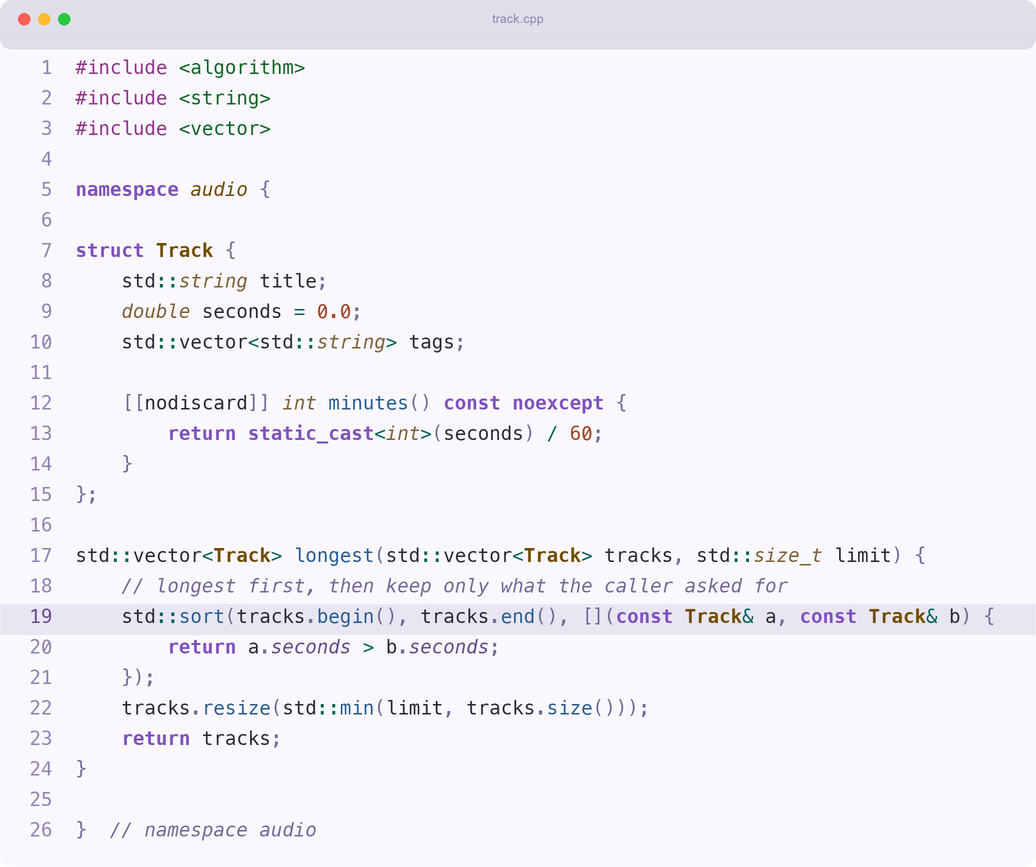 track.cpp
1 #include <algorithm>
2 #include <string>
3 #include <vector>
4
5 namespace audio {
6
7 struct Track {
8     std::string title;
9     double seconds = 0.0;
10     std::vector<std::string> tags;
11
12     [[nodiscard]] int minutes() const noexcept {
13         return static_cast<int>(seconds) / 60;
14     }
15 };
16
17 std::vector<Track> longest(std::vector<Track> tracks, std::size_t limit) {
18     // longest first, then keep only what the caller asked for
19     std::sort(tracks.begin(), tracks.end(), [](const Track& a, const Track& b) {
20         return a.seconds > b.seconds;
21     });
22     tracks.resize(std::min(limit, tracks.size()));
23     return tracks;
24 }
25
26 }  // namespace audio